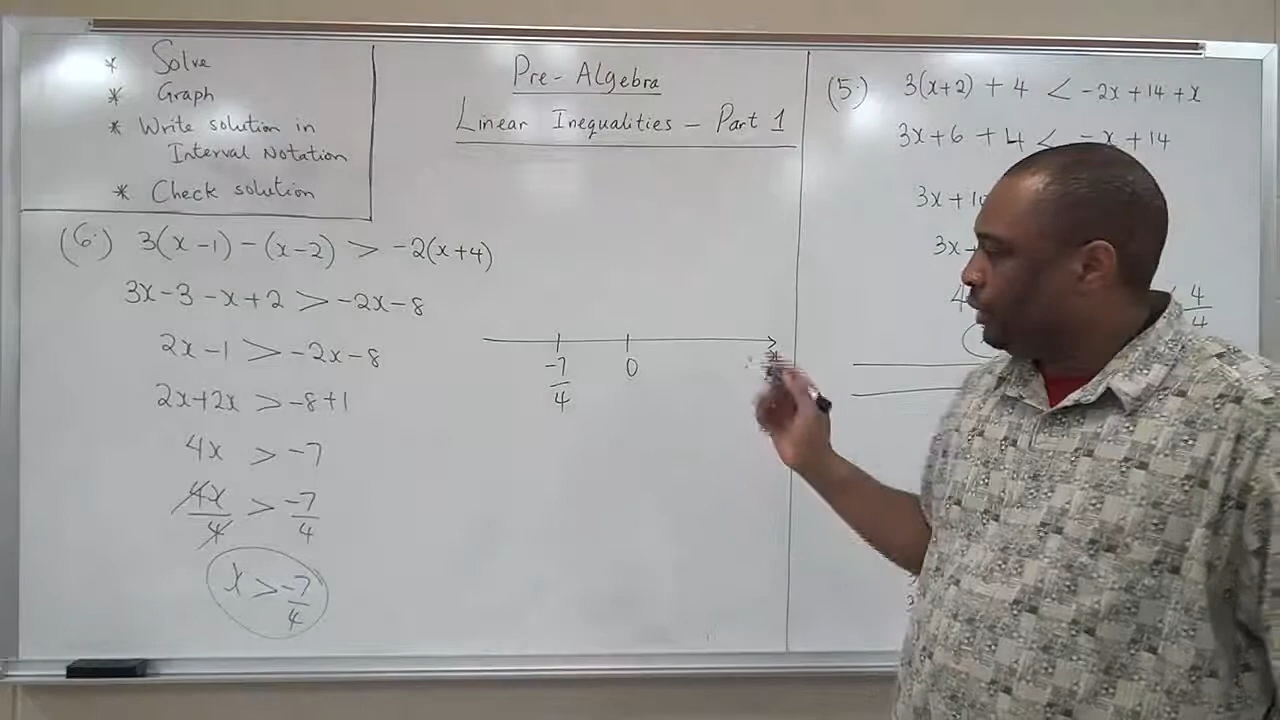 * Solve
* Graph
* Write solution in
Interval Notation
* Check solution
Pre-Algebra
Linear Inequalities - Part 1
(6.) 3(x-1) - (x-2) > -2(x+4)
3x-3-x+2 > -2x-8
2x-1 > -2x-8
2x+2x > -8+1
4x > -7
4x/4 > -7/4
x > -7/4
-7/4 0 x
(5.) 3(x+2) + 4 < -2x+14+x
3x+6 + 4 < -x+14
3x+10
3x+
4
4/4